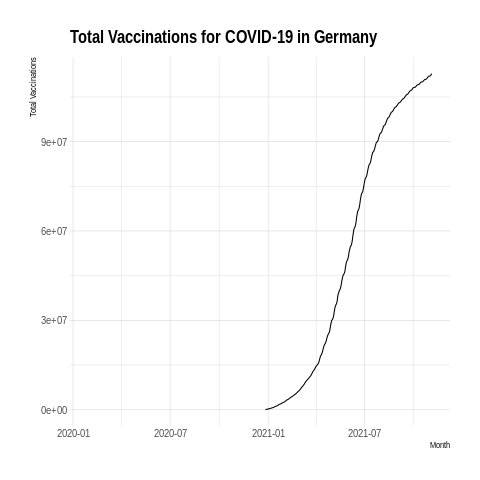 Total Vaccinations for COVID-19 in Germany
Total Vaccinations
9e+07
6e+07
3e+07
0e+00
2020-01 2020-07 2021-01 2021-07
Month